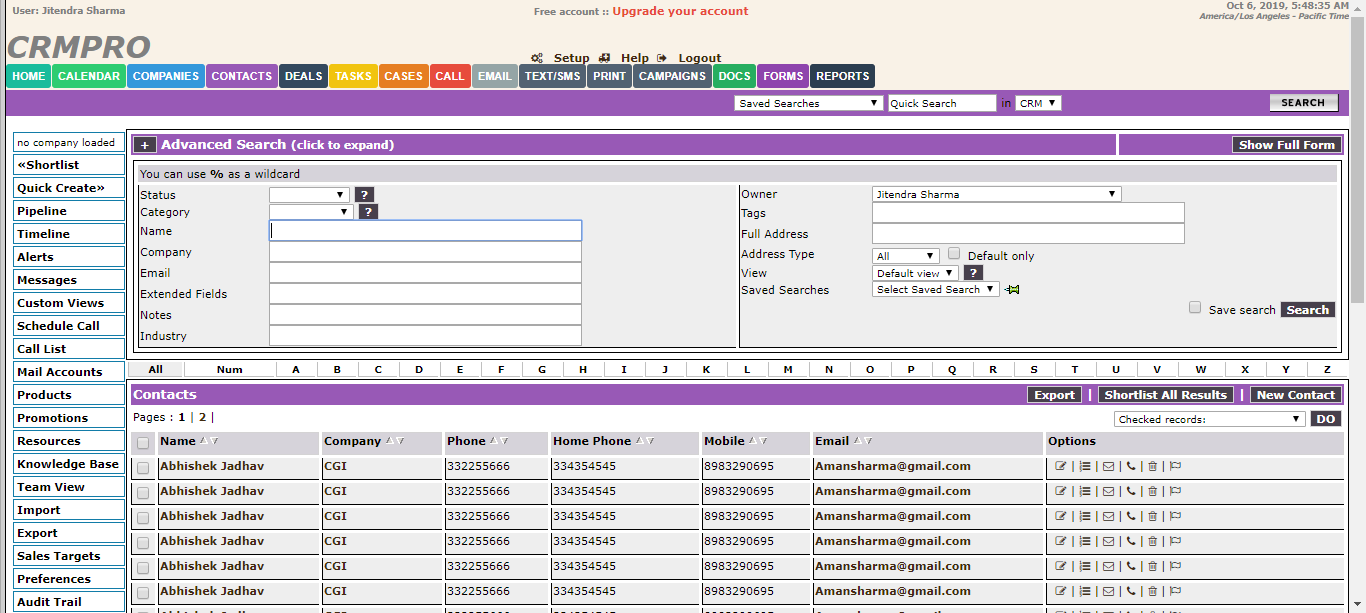 User: Jitendra Sharma
Free account :: Upgrade your account
Oct 6, 2019, 5:48:35 AM
America/Los Angeles - Pacific Time
CRMPRO
Setup Help Logout
HOME CALENDAR COMPANIES CONTACTS DEALS TASKS CASES CALL EMAIL TEXT/SMS PRINT CAMPAIGNS DOCS FORMS REPORTS
Saved Searches Quick Search in CRM SEARCH
no company loaded
«Shortlist
Quick Create»
Pipeline
Timeline
Alerts
Messages
Custom Views
Schedule Call
Call List
Mail Accounts
Products
Promotions
Resources
Knowledge Base
Team View
Import
Export
Sales Targets
Preferences
Audit Trail
+ Advanced Search (click to expand) Show Full Form
You can use % as a wildcard
Status ?
Category ?
Name
Company
Email
Extended Fields
Notes
Industry
Owner Jitendra Sharma
Tags
Full Address
Address Type All Default only
View Default view ?
Saved Searches Select Saved Search
Save search Search
All Num A B C D E F G H I J K L M N O P Q R S T U V W X Y Z
Contacts Export | Shortlist All Results | New Contact
Pages : 1 | 2 |
Checked records: DO
Name Company Phone Home Phone Mobile Email Options
Abhishek Jadhav CGI 332255666 334354545 8983290695 Amansharma@gmail.com | | | | |
Abhishek Jadhav CGI 332255666 334354545 8983290695 Amansharma@gmail.com | | | | |
Abhishek Jadhav CGI 332255666 334354545 8983290695 Amansharma@gmail.com | | | | |
Abhishek Jadhav CGI 332255666 334354545 8983290695 Amansharma@gmail.com | | | | |
Abhishek Jadhav CGI 332255666 334354545 8983290695 Amansharma@gmail.com | | | | |
Abhishek Jadhav CGI 332255666 334354545 8983290695 Amansharma@gmail.com | | | | |